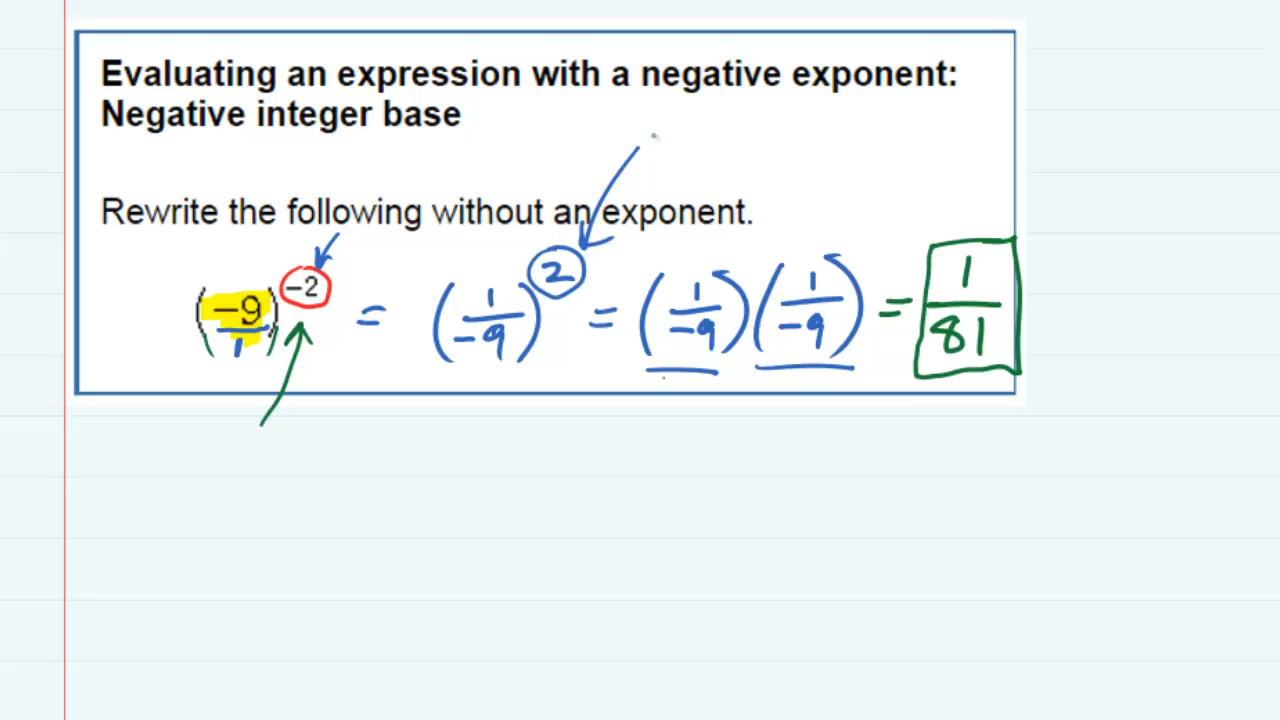 Evaluating an expression with a negative exponent:
Negative integer base
Rewrite the following without an exponent.
(-9/1)^-2 = (1/-9)^2 = (1/-9)(1/-9) = 1/81